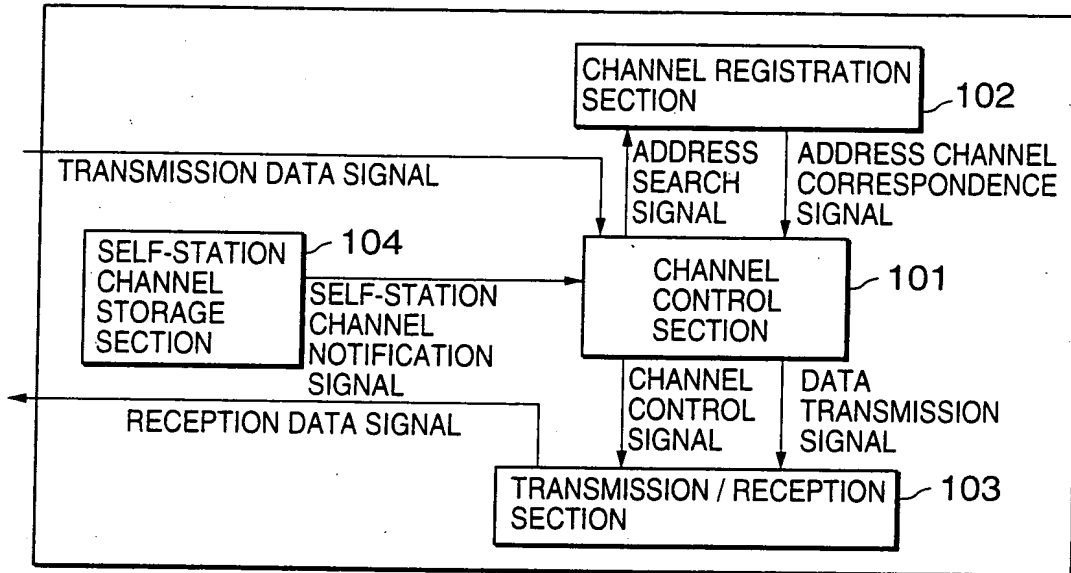 CHANNEL REGISTRATION
SECTION
102
TRANSMISSION DATA SIGNAL
ADDRESS
SEARCH
SIGNAL
ADDRESS CHANNEL
CORRESPONDENCE
SIGNAL
SELF-STATION
CHANNEL
STORAGE
SECTION
104
SELF-STATION
CHANNEL
NOTIFICATION
SIGNAL
CHANNEL
CONTROL
SECTION
101
RECEPTION DATA SIGNAL
CHANNEL
CONTROL
SIGNAL
DATA
TRANSMISSION
SIGNAL
TRANSMISSION / RECEPTION
SECTION
103